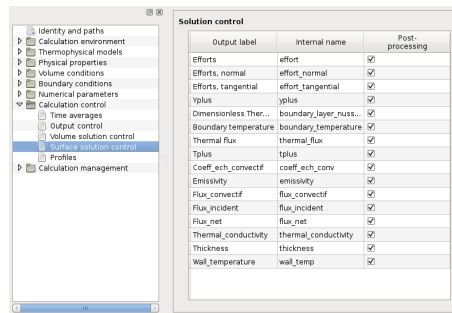 Identity and paths
Calculation environment
Thermophysical models
Physical properties
Volume conditions
Boundary conditions
Numerical parameters
Calculation control
Time averages
Output control
Volume solution control
Surface solution control
Profiles
Calculation management
Solution control
Output label Internal name Post-processing
Efforts effort
Efforts, normal effort_normal
Efforts, tangential effort_tangential
Yplus yplus
Dimensionless Ther... boundary_layer_nuss...
Boundary temperature boundary_temperature
Thermal flux thermal_flux
Tplus tplus
Coeff_ech_convectif coeff_ech_conv
Emissivity emissivity
Flux_convectif flux_convectif
Flux_incident flux_incident
Flux_net flux_net
Thermal_conductivity thermal_conductivity
Thickness thickness
Wall_temperature wall_temp